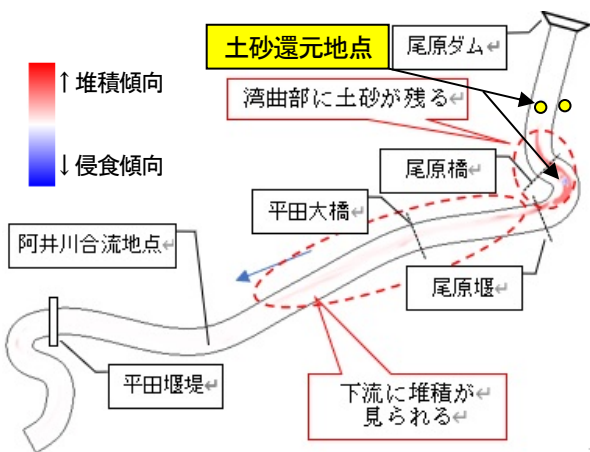 土砂還元地点
尾原ダム↵
↑堆積傾向
↓侵食傾向
湾曲部に土砂が残る↵
尾原橋↵
平田大橋↵
阿井川合流地点↵
尾原堰↵
平田堰堤↵
下流に堆積が↵
見られる↵